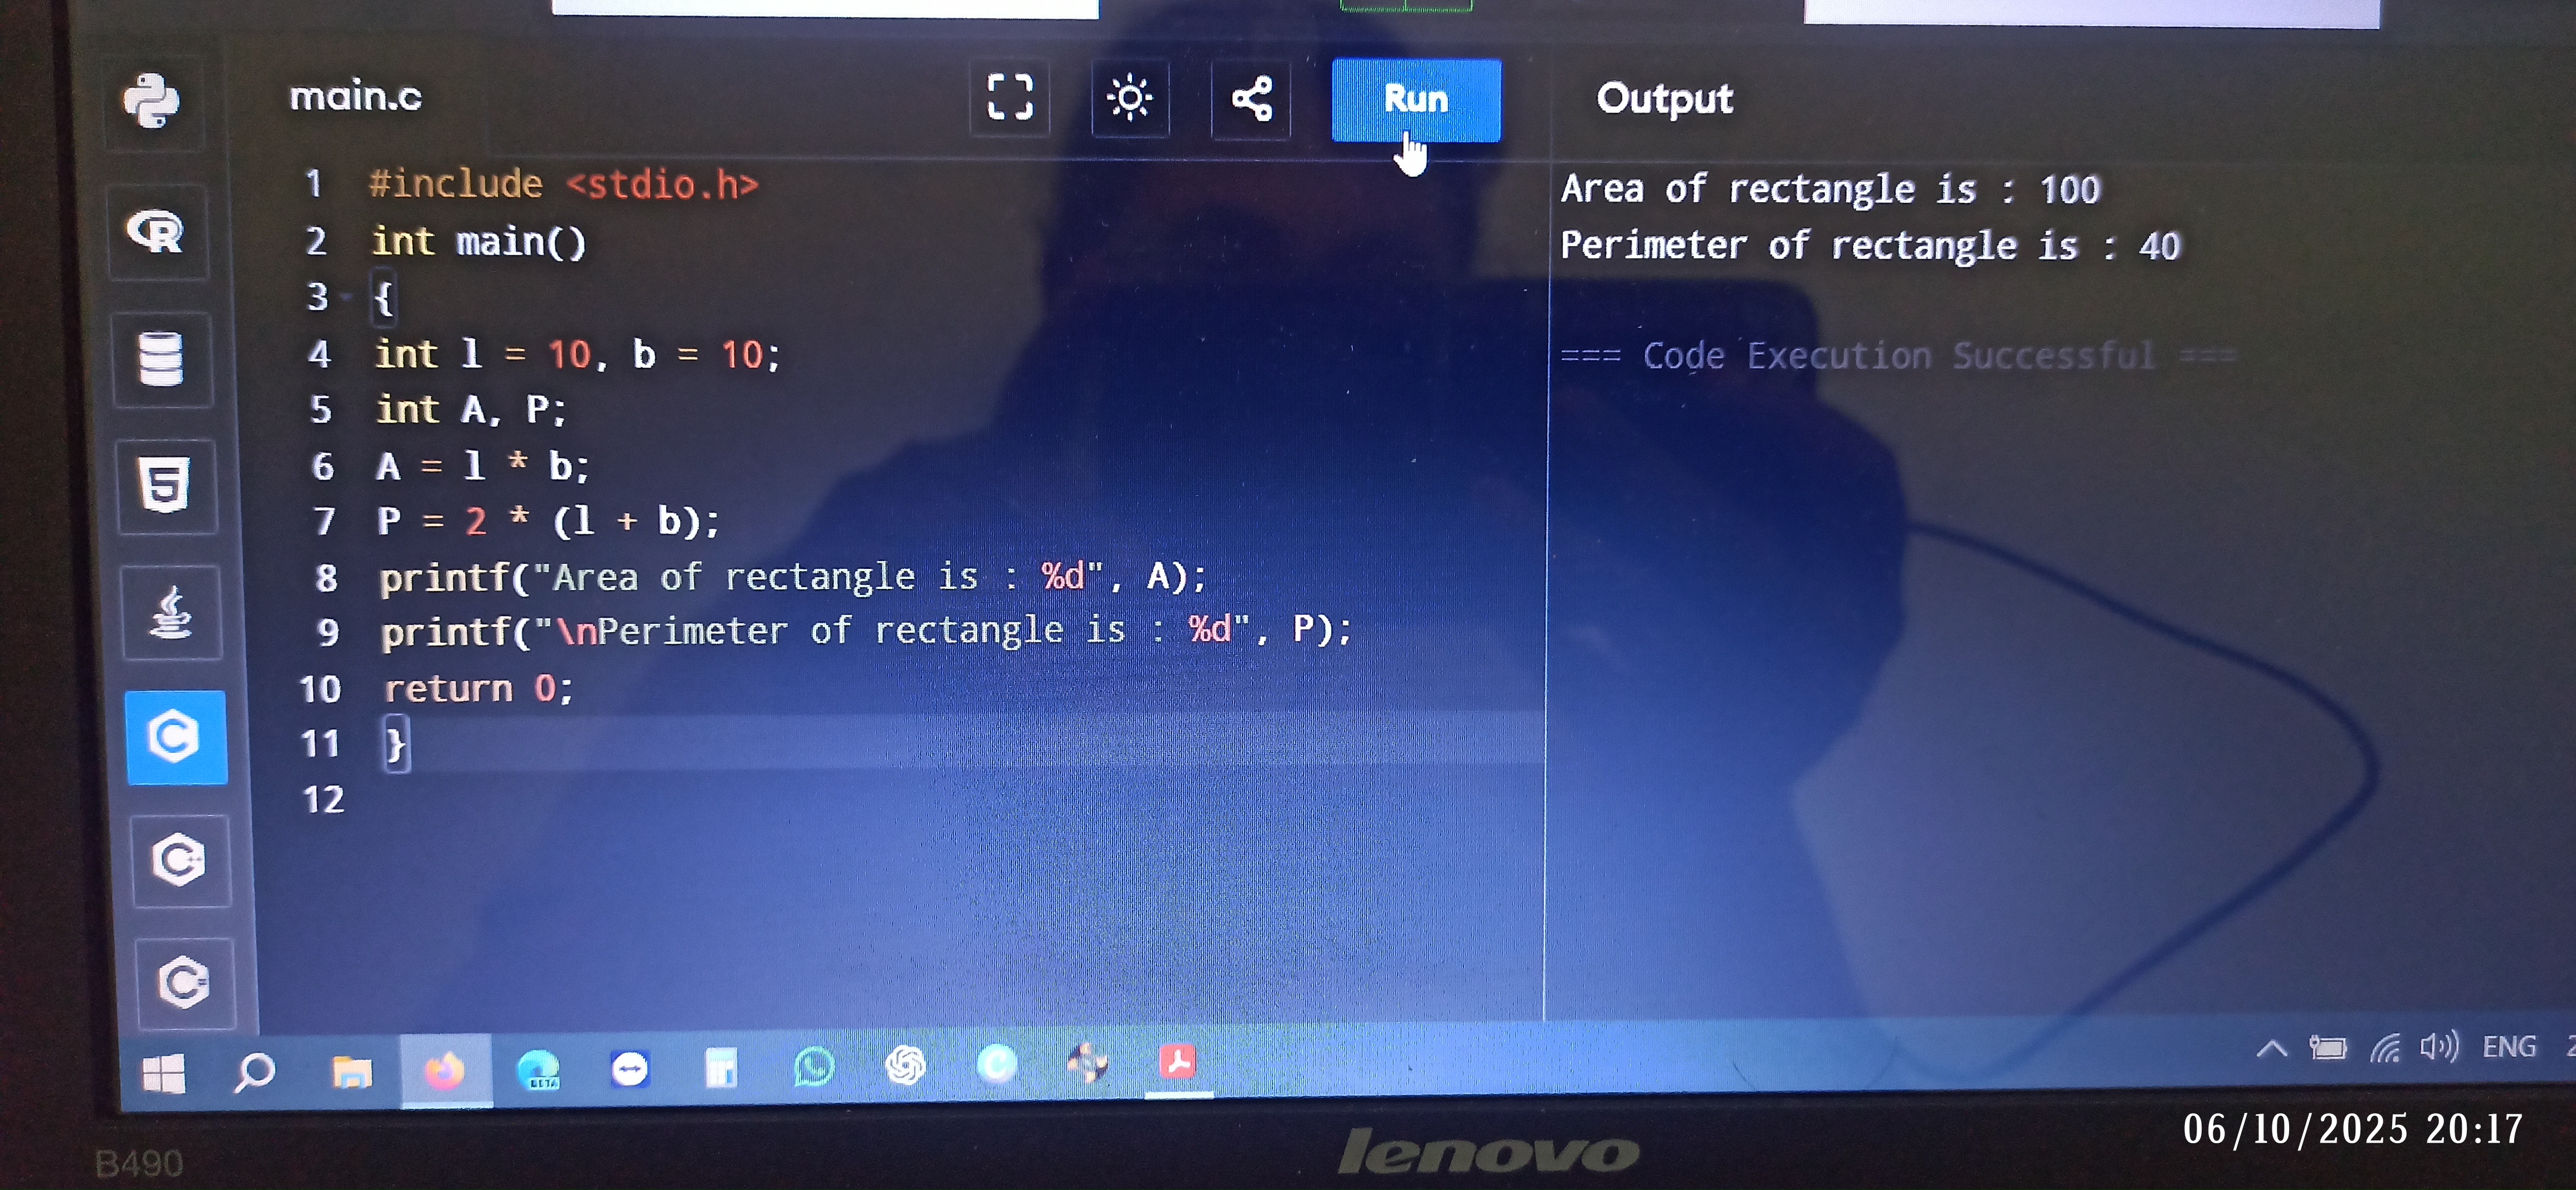 main.c
Run
Output
1 #include <stdio.h>
2 int main()
3 {
4 int l = 10, b = 10;
5 int A, P;
6 A = l * b;
7 P = 2 * (l + b);
8 printf("Area of rectangle is : %d", A);
9 printf("\nPerimeter of rectangle is : %d", P);
10 return 0;
11 }
12
Area of rectangle is : 100
Perimeter of rectangle is : 40
=== Code Execution Successful ===
BETA
ENG
06/10/2025 20:17
B490
lenovo